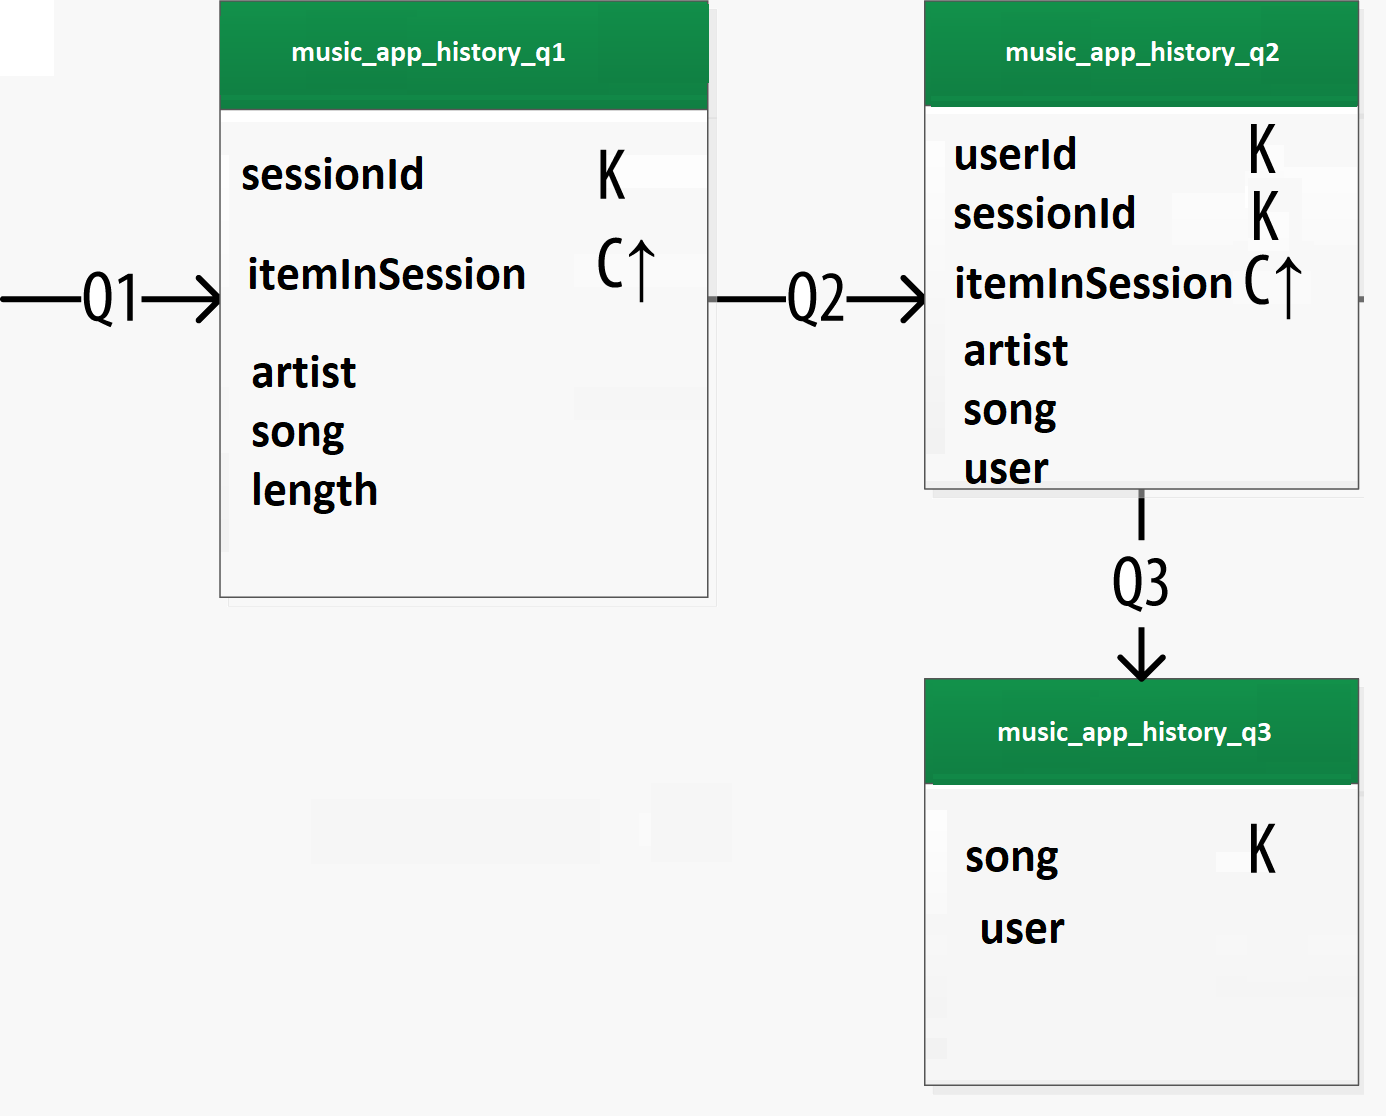 music_app_history_q1
sessionId K
itemInSession C↑
artist
song
length
Q1
Q2
music_app_history_q2
userId K
sessionId K
itemInSession C↑
artist
song
user
Q3
music_app_history_q3
song K
user